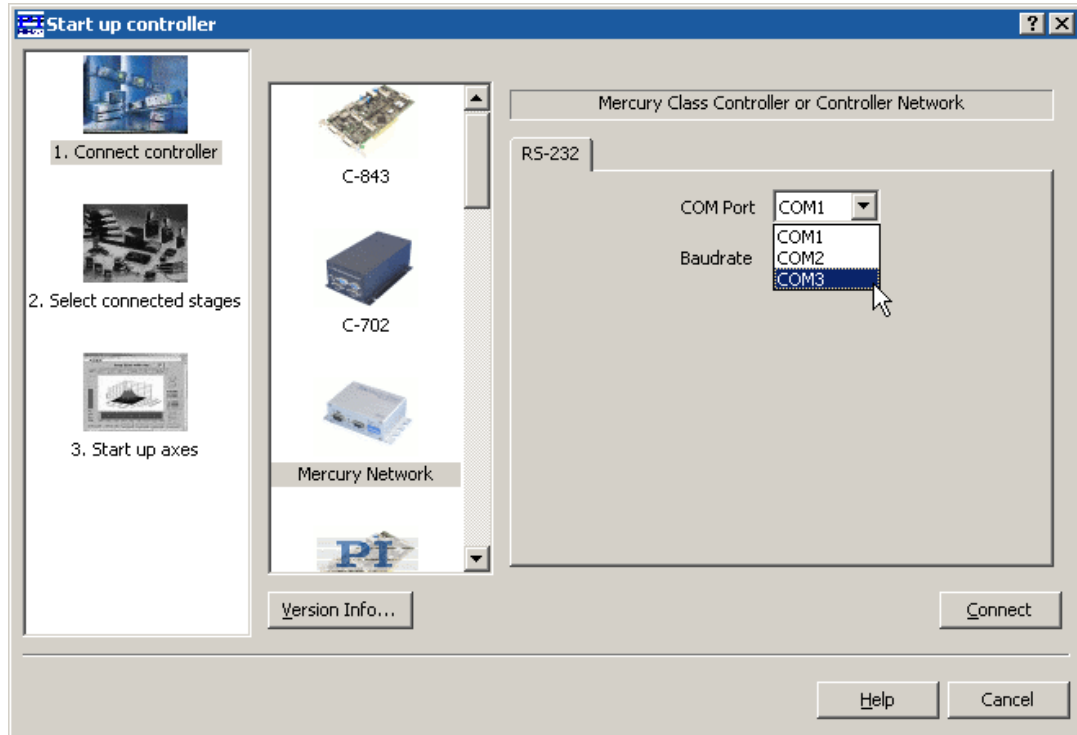 Start up controller
1. Connect controller
2. Select connected stages
3. Start up axes
C-843
C-702
Mercury Network
PI
Version Info...
Mercury Class Controller or Controller Network
RS-232
COM Port
COM1
COM1
COM2
COM3
Baudrate
Connect
Help
Cancel